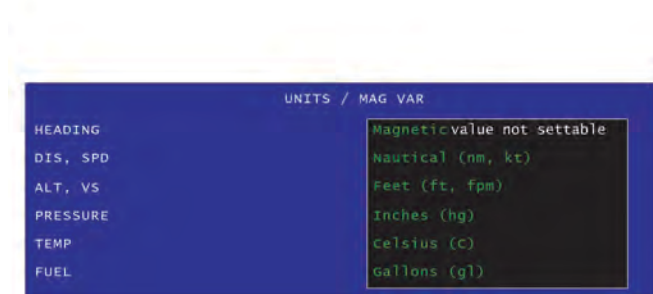 UNITS / MAG VAR
HEADING Magnetic value not settable
DIS, SPD Nautical (nm, kt)
ALT, VS Feet (ft, fpm)
PRESSURE Inches (hg)
TEMP Celsius (C)
FUEL Gallons (gl)